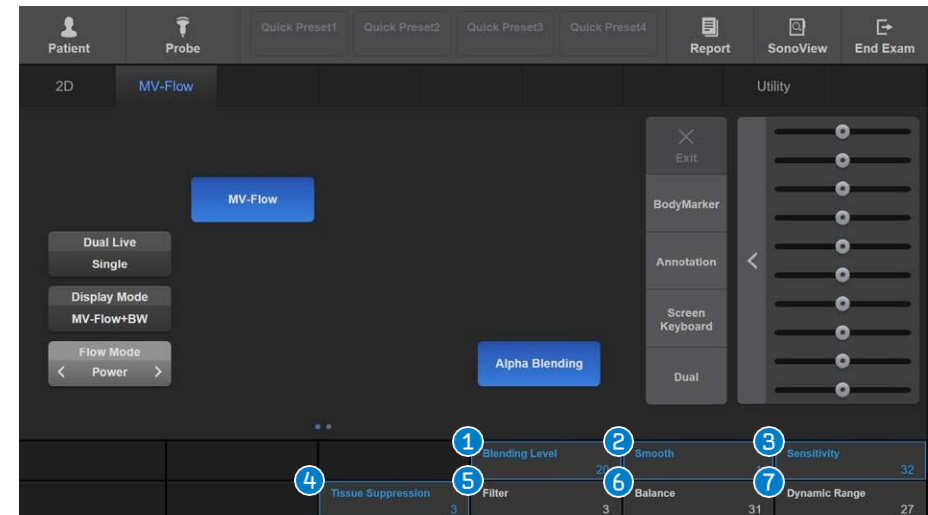 Patient
Probe
Quick Preset1
Quick Preset2
Quick Preset3
Quick Preset4
Report
SonoView
End Exam
2D
MV-Flow
Utility
Exit
MV-Flow
BodyMarker
Dual Live
Single
Annotation
Display Mode
MV-Flow+BW
Screen
Keyboard
Flow Mode
< Power >
Alpha Blending
Dual
1
Blending Level
20
2
Smooth
3
Sensitivity
32
4
Tissue Suppression
3
5
Filter
3
6
Balance
31
7
Dynamic Range
27